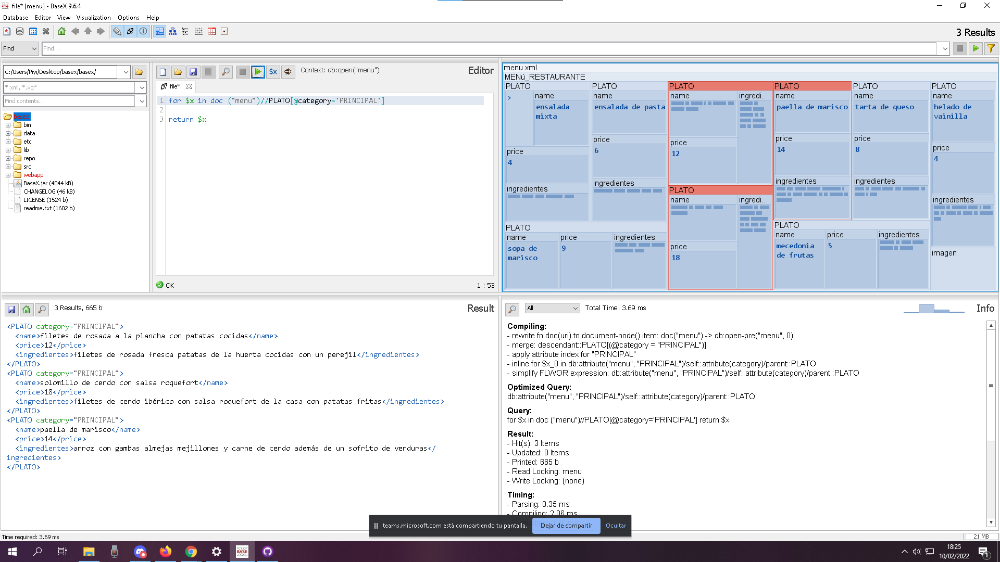 file* [menu] - BaseX 9.6.4
Database Editor View Visualization Options Help
3 Results
Find
Find...
C:/Users/Piyi/Desktop/basex/basex/
*.xml, *.xq*
Find contents...
basex
bin
data
etc
lib
repo
src
webapp
BaseX.jar (4044 kB)
CHANGELOG (46 kB)
LICENSE (1524 b)
readme.txt (1602 b)
$x
Context: db:open("menu")
Editor
file*
1 for $x in doc ("menu")//PLATO[@category='PRINCIPAL']
2
3 return $x
OK
1 : 53
menu.xml
MENú_RESTAURANTE
PLATO
>
name
ensalada
mixta
price
4
ingredientes
PLATO
name
ensalada de pasta
price
6
ingredientes
PLATO
name
ingredi..
price
12
PLATO
name
paella de marisco
price
14
ingredientes
PLATO
name
tarta de queso
price
8
ingredientes
PLATO
name
helado de
vainilla
price
4
ingredientes
imagen
PLATO
name
sopa de
marisco
price
9
ingredientes
PLATO
name
ingredi..
price
18
PLATO
name
mecedonia
de frutas
price
5
ingredientes
3 Results, 665 b
Result
<PLATO category="PRINCIPAL">
<name>filetes de rosada a la plancha con patatas cocidas</name>
<price>12</price>
<ingredientes>filetes de rosada fresca patatas de la huerta cocidas con un perejil</ingredientes>
</PLATO>
<PLATO category="PRINCIPAL">
<name>solomillo de cerdo con salsa roquefort</name>
<price>18</price>
<ingredientes>filetes de cerdo ibérico con salsa roquefort de la casa con patatas fritas</ingredientes>
</PLATO>
<PLATO category="PRINCIPAL">
<name>paella de marisco</name>
<price>14</price>
<ingredientes>arroz con gambas almejas mejillones y carne de cerdo además de un sofrito de verduras</
ingredientes>
</PLATO>
All
Total Time: 3.69 ms
Info
Compiling:
- rewrite fn:doc(uri) to document-node() item: doc("menu") -> db:open-pre("menu", 0)
- merge: descendant::PLATO[(@category = "PRINCIPAL")]
- apply attribute index for "PRINCIPAL"
- inline for $x_0 in db:attribute("menu", "PRINCIPAL")/self::attribute(category)/parent::PLATO
- simplify FLWOR expression: db:attribute("menu", "PRINCIPAL")/self::attribute(category)/parent::PLATO
Optimized Query:
db:attribute("menu", "PRINCIPAL")/self::attribute(category)/parent::PLATO
Query:
for $x in doc ("menu")//PLATO[@category='PRINCIPAL'] return $x
Result:
- Hit(s): 3 Items
- Updated: 0 Items
- Printed: 665 b
- Read Locking: menu
- Write Locking: (none)
Timing:
- Parsing: 0.35 ms
- Compiling: 2.06 ms
teams.microsoft.com está compartiendo tu pantalla.
Dejar de compartir
Ocultar
Time required: 3.69 ms
21 MB
BASE
18:25
10/02/2022
1